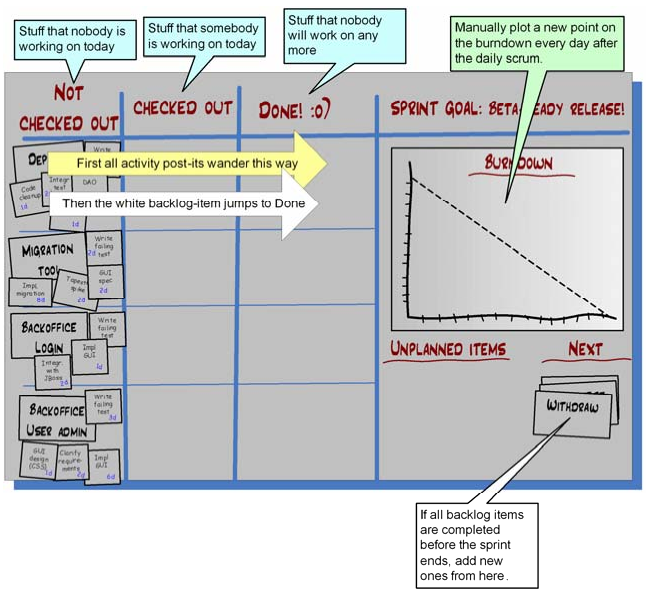 Stuff that nobody is
working on today
Stuff that somebody
is working on today
Stuff that nobody
will work on any
more
Manually plot a new point on
the burndown every day after
the daily scrum.
NOT
CHECKED OUT
CHECKED OUT
DONE! :o)
SPRINT GOAL: BETA-READY RELEASE!
First all activity post-its wander this way
Then the white backlog-item jumps to Done
DEP
Write
Code
cleanup
1d
Integr
test
DAO
1d
MIGRATION
TOOL
Write
failing
test
2d
GUI
spec
2d
Impl.
migration
8d
Tapestry
spike
2d
BACKOFFICE
LOGIN
Write
failing
test
Impl
GUI
1d
Integr.
with
JBoss
2d
BACKOFFICE
USER ADMIN
Write
failing
test
3d
GUI
design
(CSS)
1d
Clarify
require-
ments
2d
Impl
GUI
6d
BURNDOWN
UNPLANNED ITEMS
NEXT
WITHDRAW
If all backlog items
are completed
before the sprint
ends, add new
ones from here.